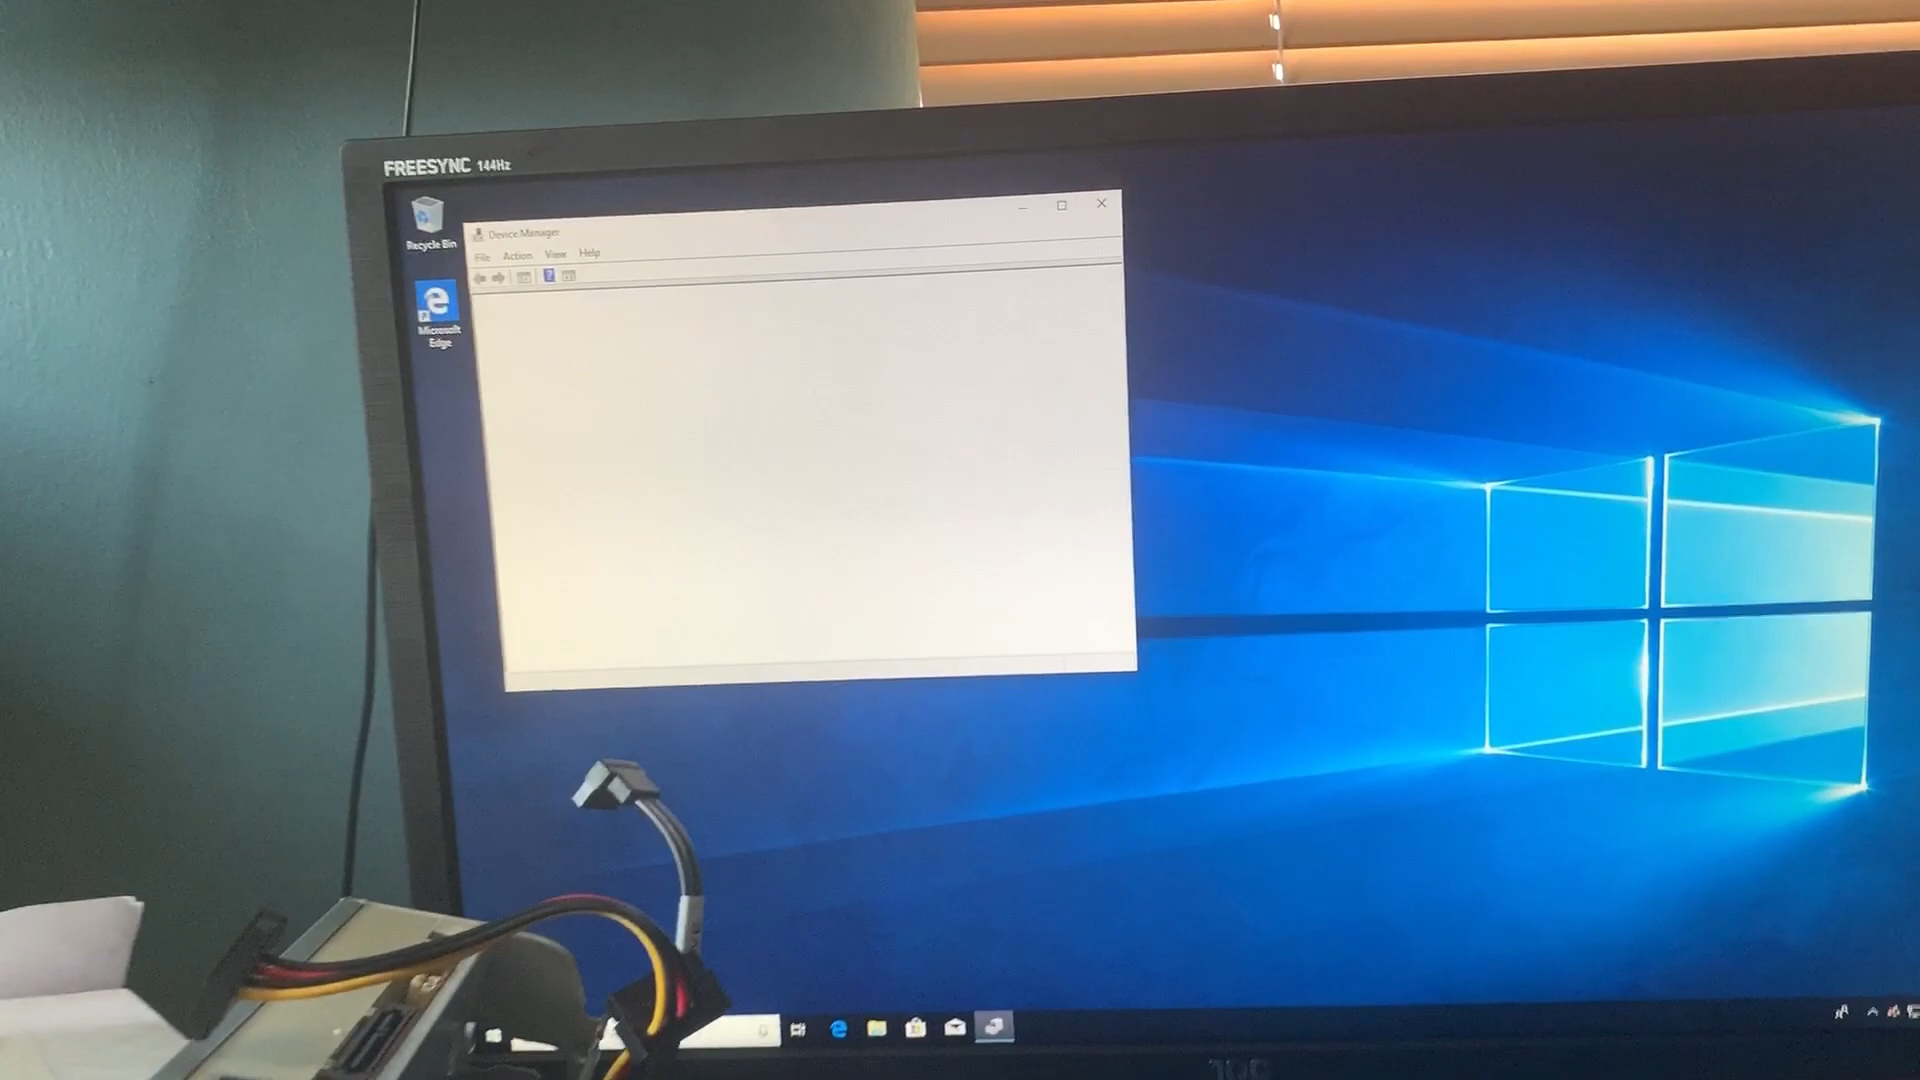 FREESYNC 144Hz
Recycle Bin
Device Manager
File Action View Help
Microsoft
Edge